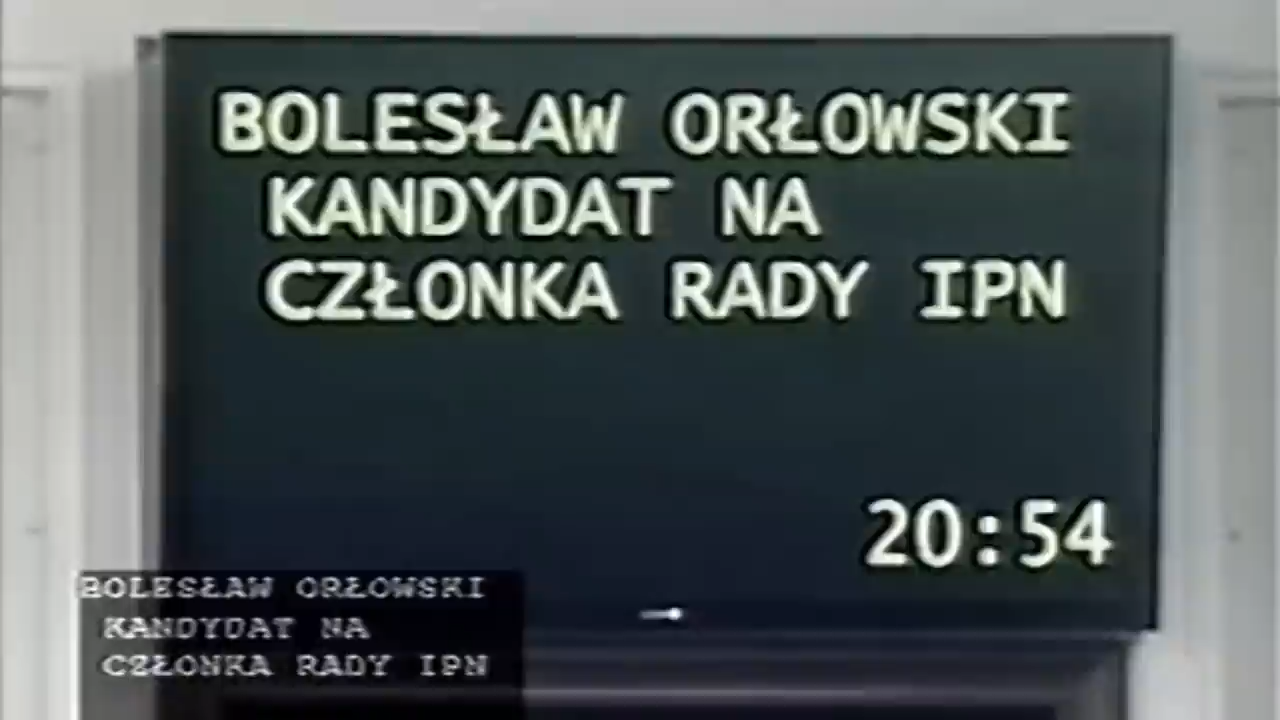 BOLESŁAW ORŁOWSKI
KANDYDAT NA
CZŁONKA RADY IPN
20:54
BOLESŁAW ORŁOWSKI
KANDYDAT NA
CZŁONKA RADY IPN